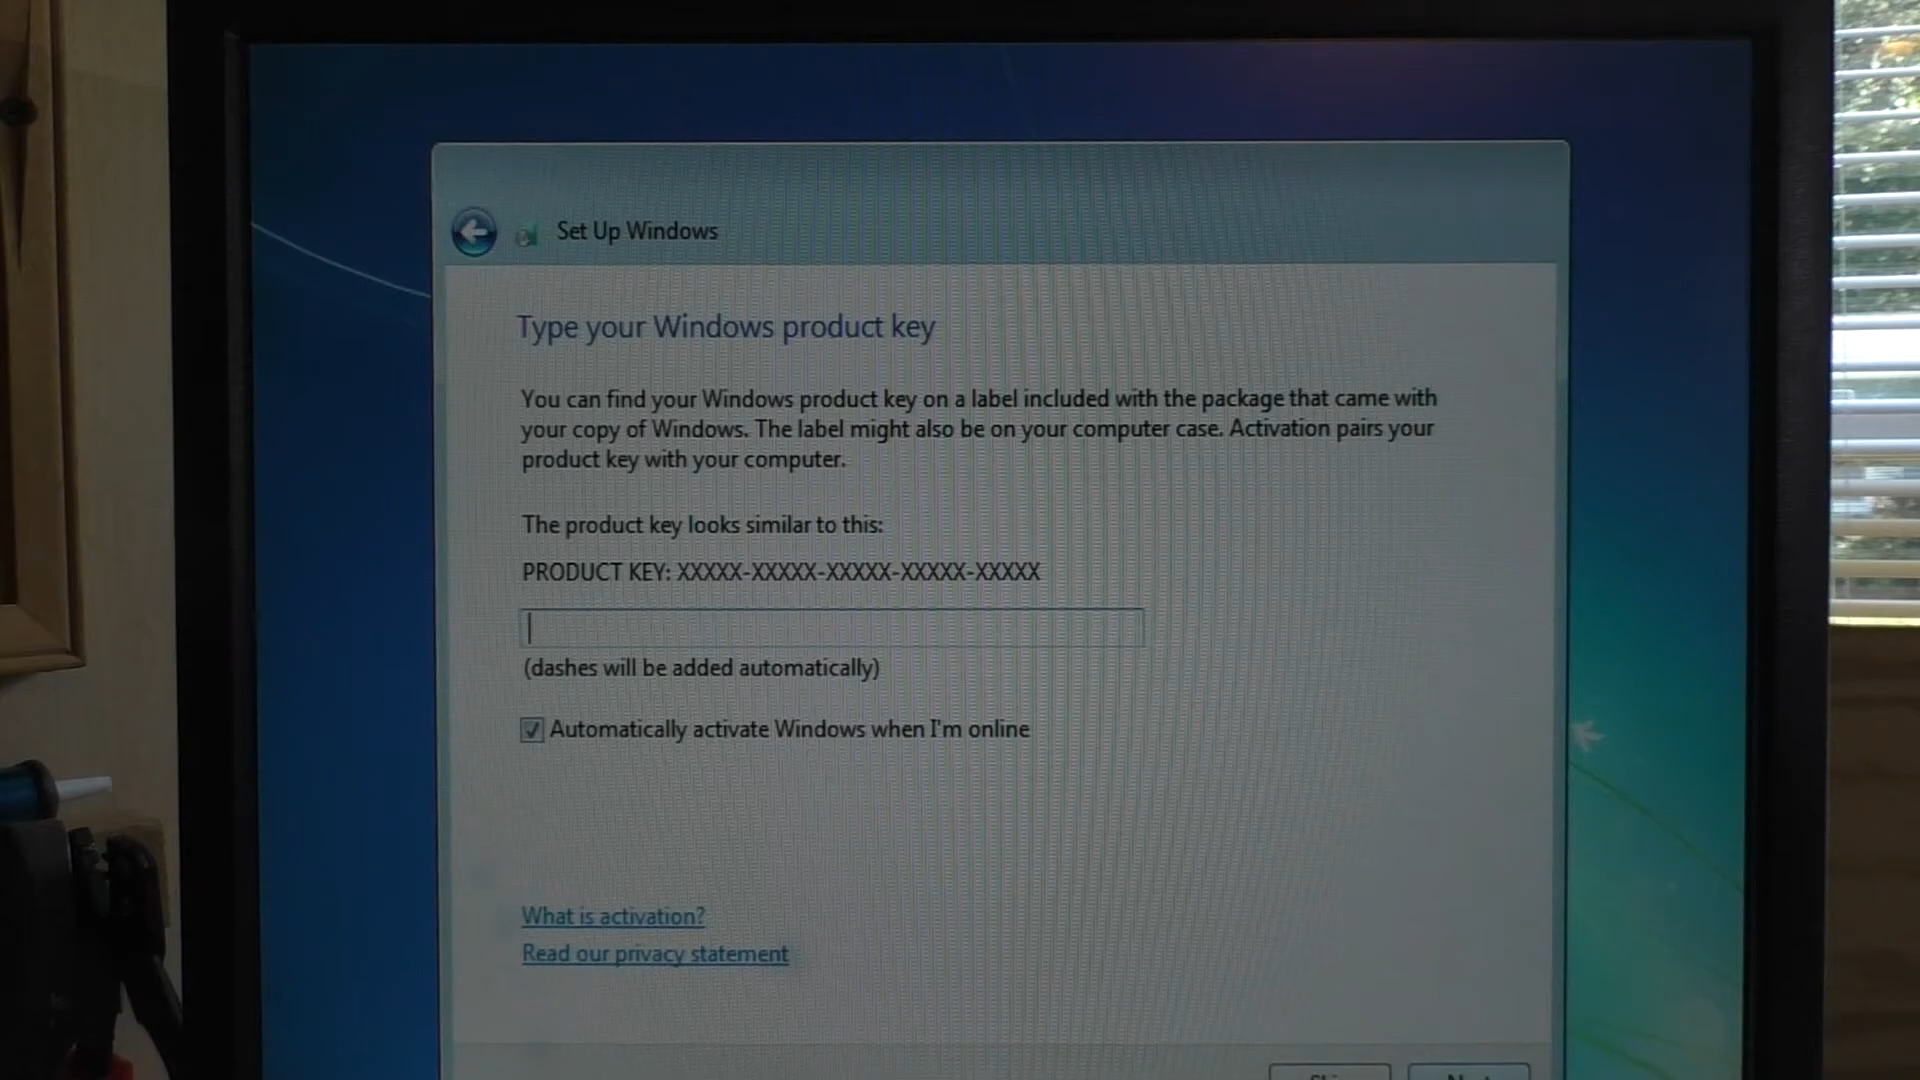 Set Up Windows
Type your Windows product key
You can find your Windows product key on a label included with the package that came with
your copy of Windows. The label might also be on your computer case. Activation pairs your
product key with your computer.
The product key looks similar to this:
PRODUCT KEY: XXXXX-XXXXX-XXXXX-XXXXX-XXXXX
(dashes will be added automatically)
Automatically activate Windows when I'm online
What is activation?
Read our privacy statement